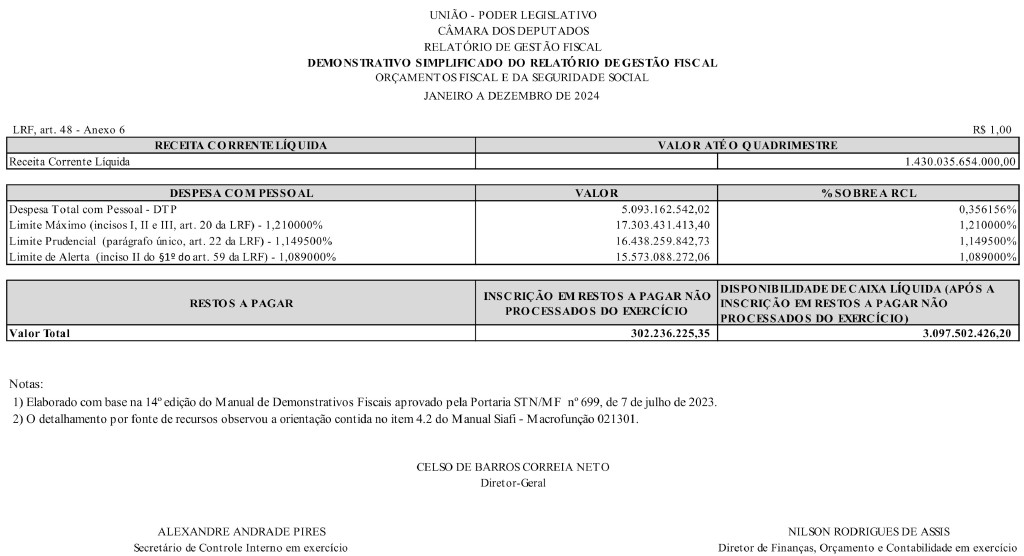 UNIÃO - PODER LEGISLATIVO
CÂMARA DOS DEPUTADOS
RELATÓRIO DE GESTÃO FISCAL
DEMONSTRATIVO SIMPLIFICADO DO RELATÓRIO DE GESTÃO FISCAL
ORÇAMENTOS FISCAL E DA SEGURIDADE SOCIAL
JANEIRO A DEZEMBRO DE 2024
LRF, art. 48 - Anexo 6 R$ 1,00
RECEITA CORRENTE LÍQUIDA VALOR ATÉ O QUADRIMESTRE
Receita Corrente Líquida 1.430.035.654.000,00
DESPESA COM PESSOAL VALOR % SOBRE A RCL
Despesa Total com Pessoal - DTP 5.093.162.542,02 0,356156%
Limite Máximo (incisos I, II e III, art. 20 da LRF) - 1,210000% 17.303.431.413,40 1,210000%
Limite Prudencial (parágrafo único, art. 22 da LRF) - 1,149500% 16.438.259.842,73 1,149500%
Limite de Alerta (inciso II do §1º do art. 59 da LRF) - 1,089000% 15.573.088.272,06 1,089000%
RESTOS A PAGAR INSCRIÇÃO EM RESTOS A PAGAR NÃO PROCESSADOS DO EXERCÍCIO DISPONIBILIDADE DE CAIXA LÍQUIDA (APÓS A INSCRIÇÃO EM RESTOS A PAGAR NÃO PROCESSADOS DO EXERCÍCIO)
Valor Total 302.236.225,35 3.097.502.426,20
Notas:
1) Elaborado com base na 14ª edição do Manual de Demonstrativos Fiscais aprovado pela Portaria STN/MF nº 699, de 7 de julho de 2023.
2) O detalhamento por fonte de recursos observou a orientação contida no item 4.2 do Manual Siafi - Macrofunção 021301.
CELSO DE BARROS CORREIA NETO
Diretor-Geral
ALEXANDRE ANDRADE PIRES NILSON RODRIGUES DE ASSIS
Secretário de Controle Interno em exercício Diretor de Finanças, Orçamento e Contabilidade em exercício